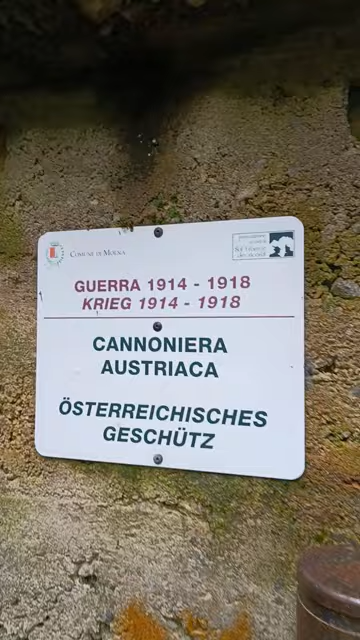 COMUNE DI MOENA
GUERRA 1914 - 1918
KRIEG 1914 - 1918
CANNONIERA
AUSTRIACA
ÖSTERREICHISCHES
GESCHÜTZ